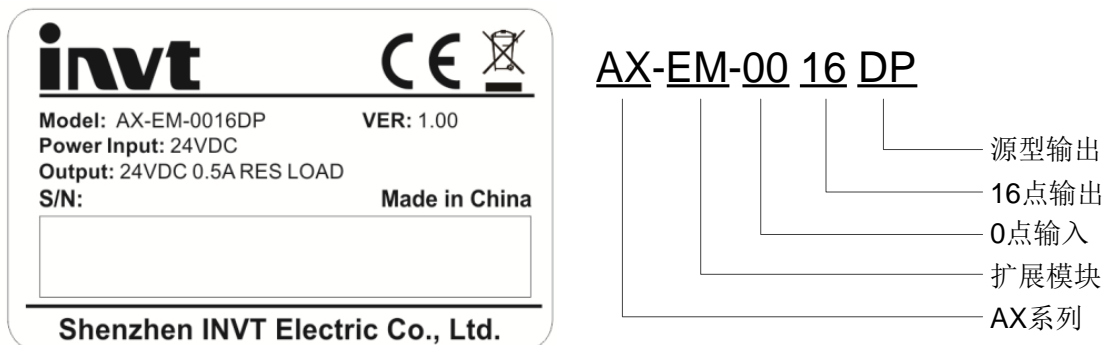 invt
CE
Model: AX-EM-0016DP VER: 1.00
Power Input: 24VDC
Output: 24VDC 0.5A RES LOAD
S/N: Made in China
Shenzhen INVT Electric Co., Ltd.
AX-EM-00 16 DP
源型输出
16点输出
0点输入
扩展模块
AX系列